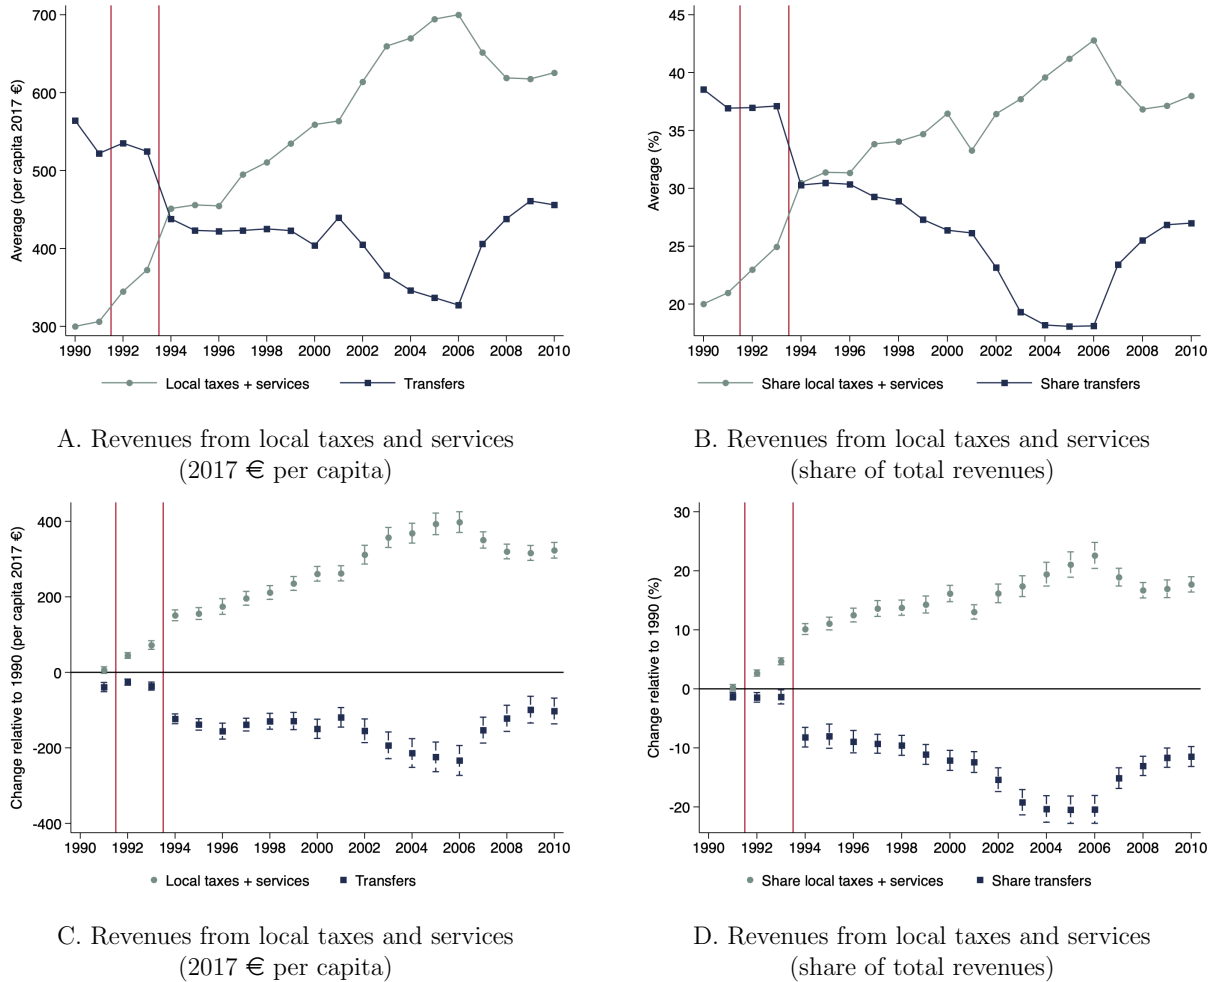 Average (per capita 2017 €)
700
600
500
400
300
1990 1992 1994 1996 1998 2000 2002 2004 2006 2008 2010
Local taxes + services Transfers
A. Revenues from local taxes and services
(2017 € per capita)
Average (%)
45
40
35
30
25
20
1990 1992 1994 1996 1998 2000 2002 2004 2006 2008 2010
Share local taxes + services Share transfers
B. Revenues from local taxes and services
(share of total revenues)
Change relative to 1990 (per capita 2017 €)
400
200
0
-200
-400
1990 1992 1994 1996 1998 2000 2002 2004 2006 2008 2010
Local taxes + services Transfers
C. Revenues from local taxes and services
(2017 € per capita)
Change relative to 1990 (%)
30
20
10
0
-10
-20
1990 1992 1994 1996 1998 2000 2002 2004 2006 2008 2010
Share local taxes + services Share transfers
D. Revenues from local taxes and services
(share of total revenues)